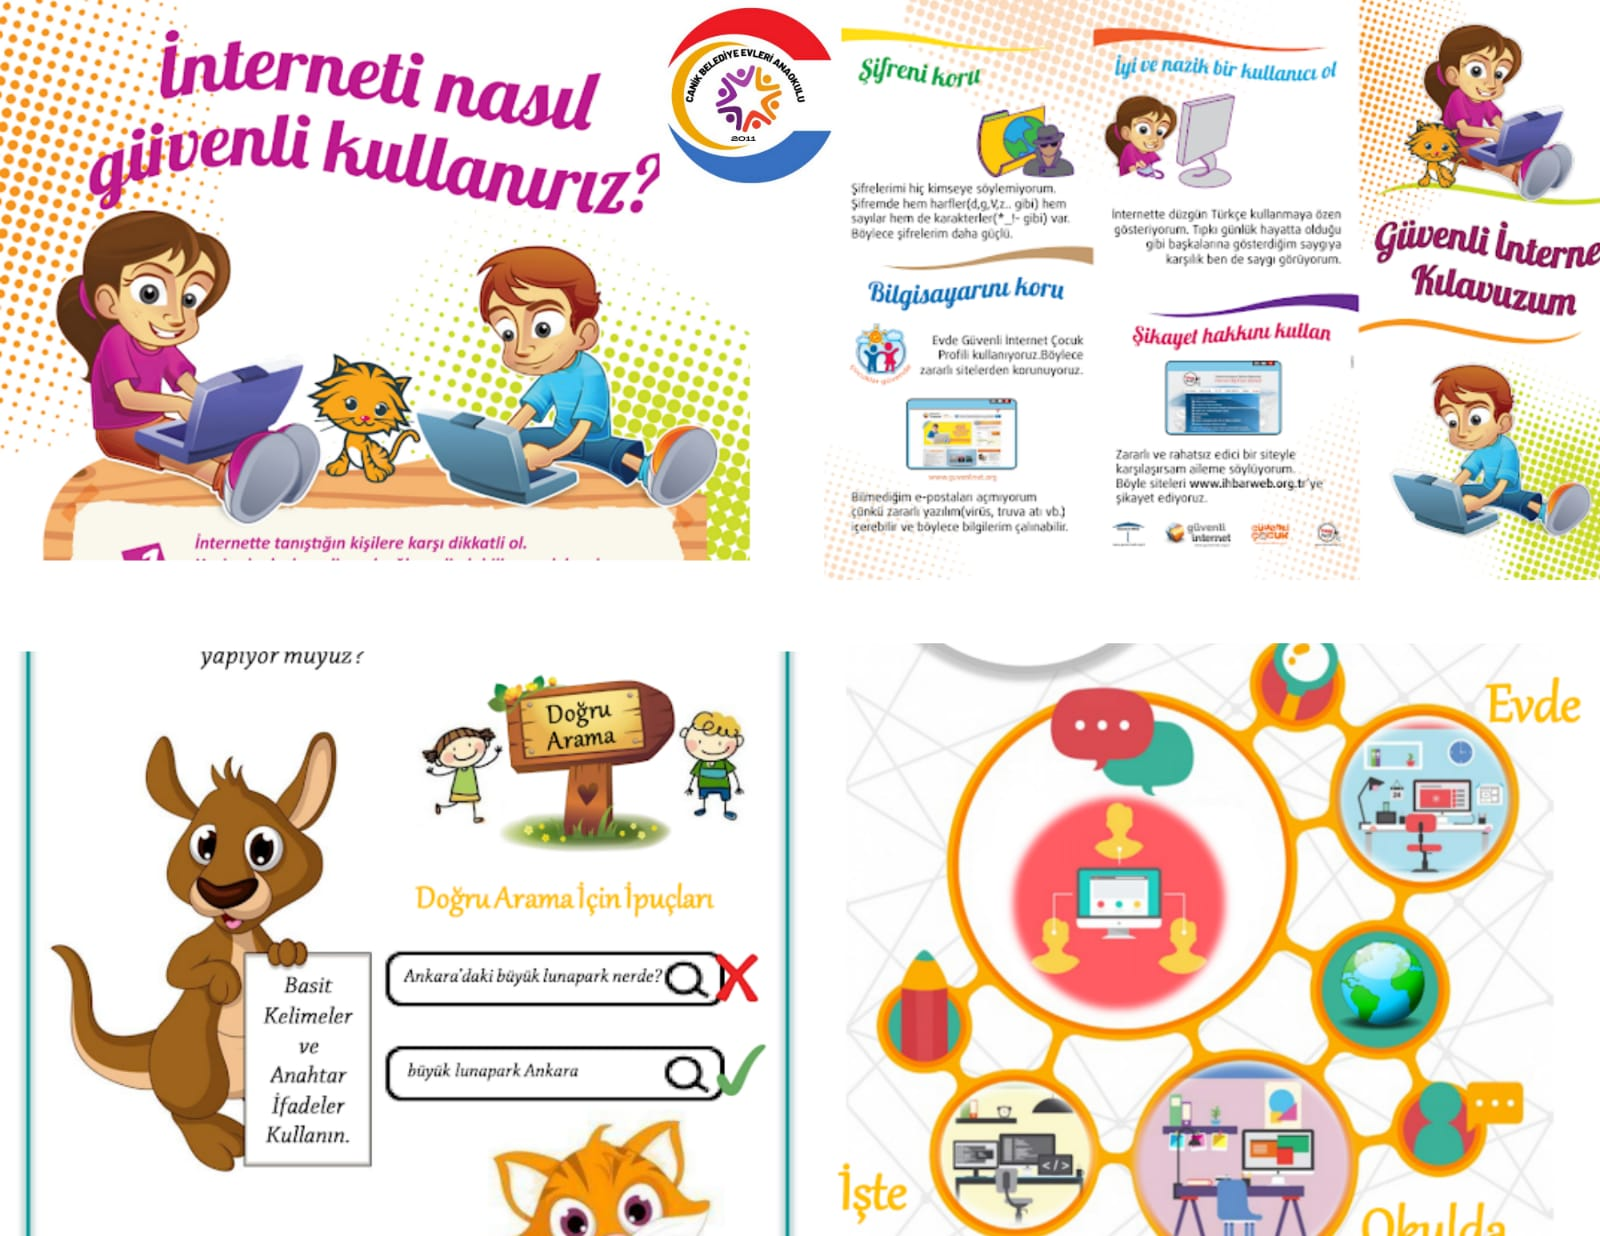 İnterneti nasıl
güvenli kullanırız?
CANİK BELEDİYE EVLERİ ANAOKULU
2011
İnternette tanıştığın kişilere karşı dikkatli ol.
Şifreni koru
Şifrelerimi hiç kimseye söylemiyorum.
Şifremde hem harfler(d,g,V,z.. gibi) hem
sayılar hem de karakterler(*_!- gibi) var.
Böylece şifrelerim daha güçlü.
Bilgisayarını koru
Evde Güvenli İnternet Çocuk
Profili kullanıyoruz.Böylece
zararlı sitelerden korunuyoruz.
www.guvenlinet.org
Bilmediğim e-postaları açmıyorum
çünkü zararlı yazılım(virüs, truva atı vb.)
içerebilir ve böylece bilgilerim çalınabilir.
İyi ve nazik bir kullanıcı ol
İnternette düzgün Türkçe kullanmaya özen
gösteriyorum. Tıpkı günlük hayatta olduğu
gibi başkalarına gösterdiğim saygıya
karşılık ben de saygı görüyorum.
Şikayet hakkını kullan
Zararlı ve rahatsız edici bir siteyle
karşılaşırsam aileme söylüyorum.
Böyle siteleri www.ihbarweb.org.tr'ye
şikayet ediyoruz.
güvenli
internet
güvenli
çocuk
Güvenli İnterne
Kılavuzum
yapıyor muyuz?
Doğru
Arama
Doğru Arama İçin İpuçları
Ankara'daki büyük lunapark nerde?
büyük lunapark Ankara
Basit
Kelimeler
ve
Anahtar
İfadeler
Kullanın.
Evde
İşte
Okulda